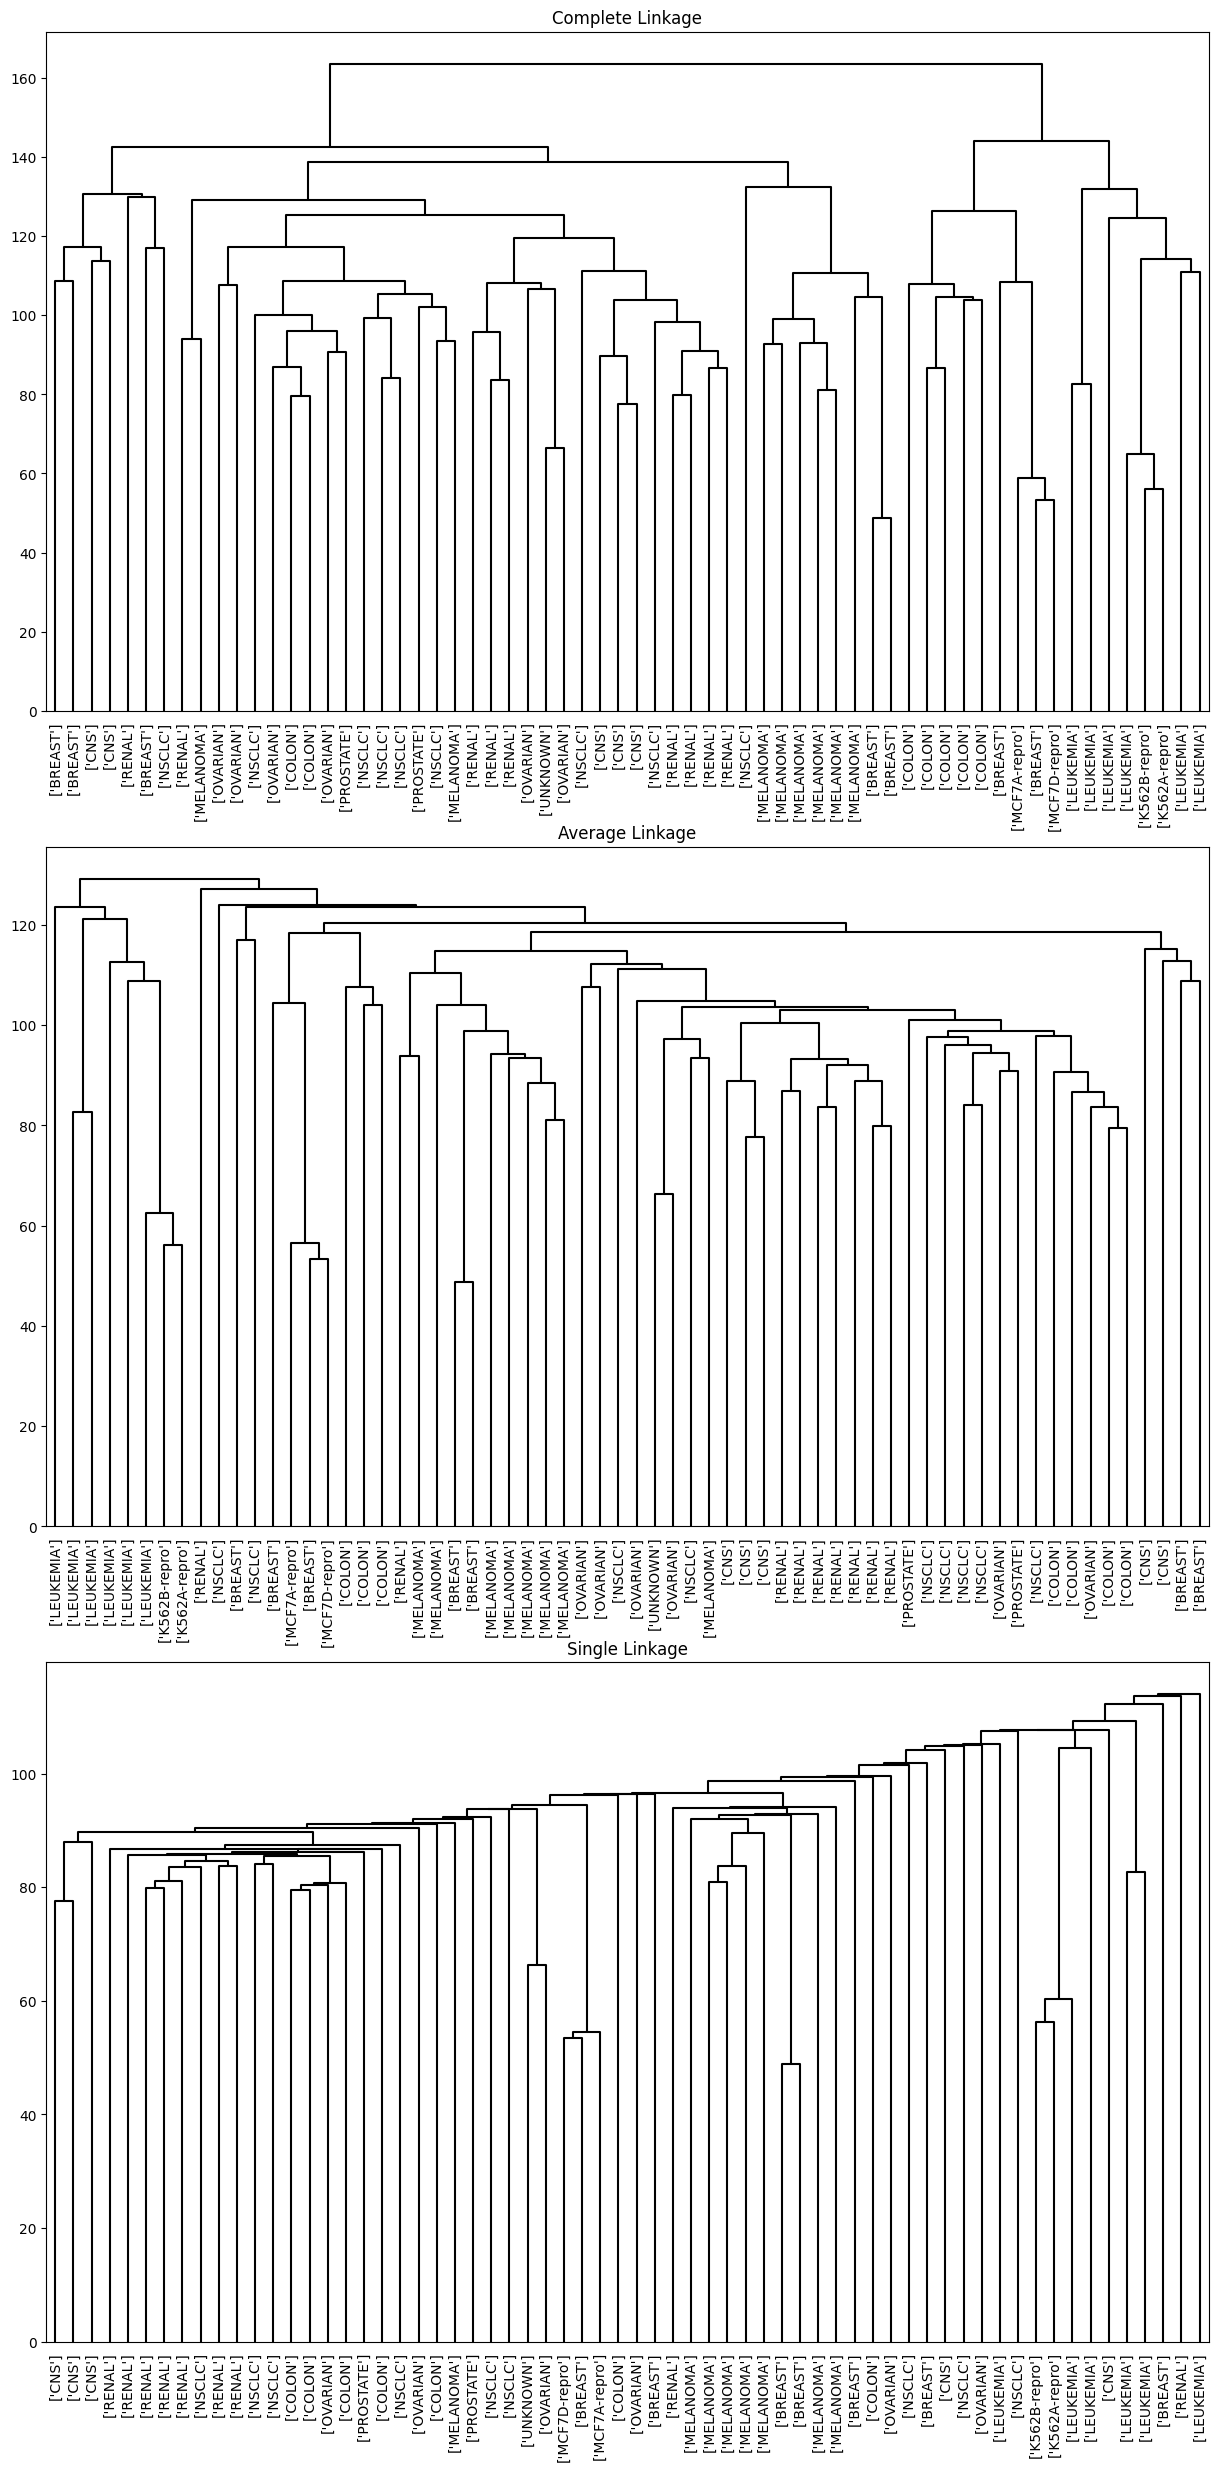 Complete Linkage
160
140
120
100
80
60
40
20
0
['BREAST']
['BREAST']
['CNS']
['CNS']
['RENAL']
['BREAST']
['NSCLC']
['RENAL']
['MELANOMA']
['OVARIAN']
['OVARIAN']
['NSCLC']
['OVARIAN']
['COLON']
['COLON']
['OVARIAN']
['PROSTATE']
['NSCLC']
['NSCLC']
['NSCLC']
['PROSTATE']
['NSCLC']
['MELANOMA']
['RENAL']
['RENAL']
['RENAL']
['OVARIAN']
['UNKNOWN']
['OVARIAN']
['NSCLC']
['CNS']
['CNS']
['CNS']
['NSCLC']
['RENAL']
['RENAL']
['RENAL']
['RENAL']
['NSCLC']
['MELANOMA']
['MELANOMA']
['MELANOMA']
['MELANOMA']
['MELANOMA']
['MELANOMA']
['BREAST']
['BREAST']
['COLON']
['COLON']
['COLON']
['COLON']
['COLON']
['BREAST']
['MCF7A-repro']
['BREAST']
['MCF7D-repro']
['LEUKEMIA']
['LEUKEMIA']
['LEUKEMIA']
['LEUKEMIA']
['K562B-repro']
['K562A-repro']
['LEUKEMIA']
['LEUKEMIA']
Average Linkage
120
100
80
60
40
20
0
['LEUKEMIA']
['LEUKEMIA']
['LEUKEMIA']
['LEUKEMIA']
['LEUKEMIA']
['LEUKEMIA']
['K562B-repro']
['K562A-repro']
['RENAL']
['NSCLC']
['BREAST']
['NSCLC']
['BREAST']
['MCF7A-repro']
['BREAST']
['MCF7D-repro']
['COLON']
['COLON']
['COLON']
['RENAL']
['MELANOMA']
['MELANOMA']
['BREAST']
['BREAST']
['MELANOMA']
['MELANOMA']
['MELANOMA']
['MELANOMA']
['MELANOMA']
['OVARIAN']
['OVARIAN']
['NSCLC']
['OVARIAN']
['UNKNOWN']
['OVARIAN']
['NSCLC']
['MELANOMA']
['CNS']
['CNS']
['CNS']
['RENAL']
['RENAL']
['RENAL']
['RENAL']
['RENAL']
['RENAL']
['RENAL']
['PROSTATE']
['NSCLC']
['NSCLC']
['NSCLC']
['NSCLC']
['OVARIAN']
['PROSTATE']
['NSCLC']
['COLON']
['COLON']
['OVARIAN']
['COLON']
['COLON']
['CNS']
['CNS']
['BREAST']
['BREAST']
Single Linkage
100
80
60
40
20
0
['CNS']
['CNS']
['CNS']
['RENAL']
['RENAL']
['RENAL']
['RENAL']
['RENAL']
['NSCLC']
['RENAL']
['RENAL']
['NSCLC']
['NSCLC']
['COLON']
['COLON']
['OVARIAN']
['COLON']
['PROSTATE']
['COLON']
['NSCLC']
['OVARIAN']
['COLON']
['MELANOMA']
['PROSTATE']
['NSCLC']
['NSCLC']
['UNKNOWN']
['OVARIAN']
['MCF7D-repro']
['BREAST']
['MCF7A-repro']
['COLON']
['OVARIAN']
['BREAST']
['RENAL']
['MELANOMA']
['MELANOMA']
['MELANOMA']
['MELANOMA']
['MELANOMA']
['BREAST']
['BREAST']
['MELANOMA']
['MELANOMA']
['BREAST']
['COLON']
['OVARIAN']
['NSCLC']
['BREAST']
['CNS']
['NSCLC']
['OVARIAN']
['LEUKEMIA']
['NSCLC']
['K562B-repro']
['K562A-repro']
['LEUKEMIA']
['LEUKEMIA']
['CNS']
['LEUKEMIA']
['LEUKEMIA']
['BREAST']
['RENAL']
['LEUKEMIA']